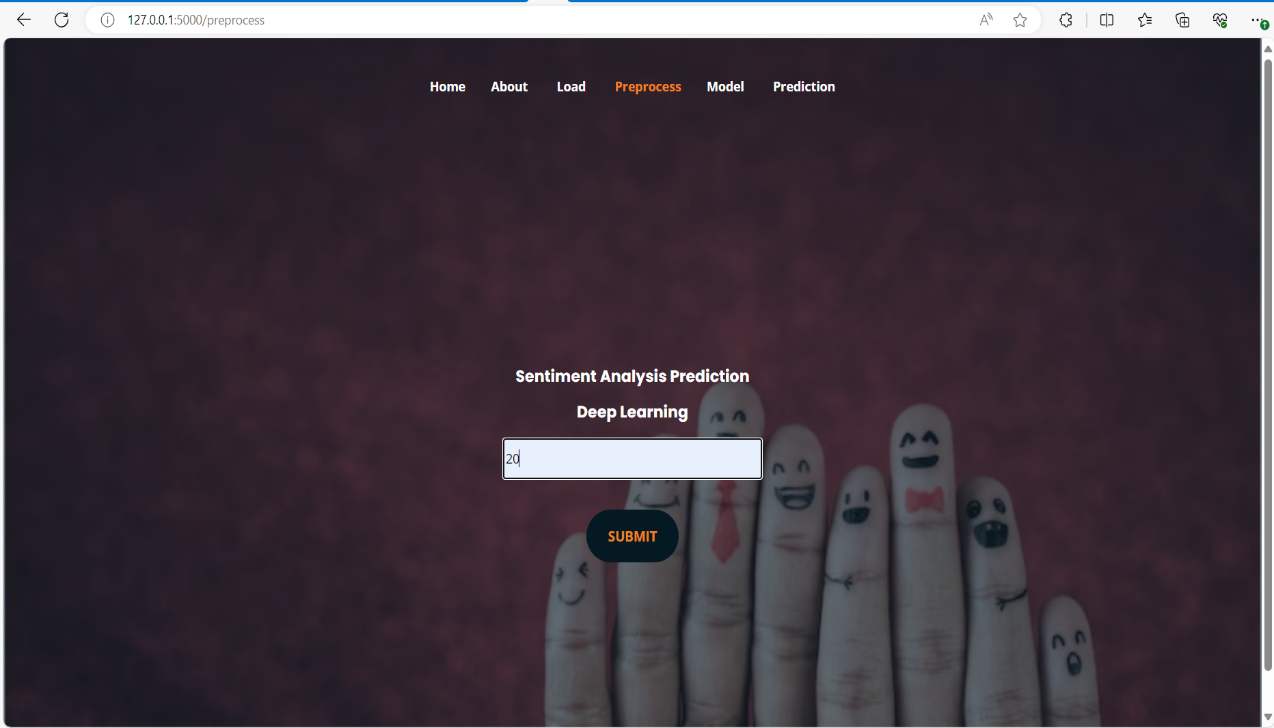 127.0.0.1:5000/preprocess
Home About Load Preprocess Model Prediction
Sentiment Analysis Prediction
Deep Learning
20
SUBMIT